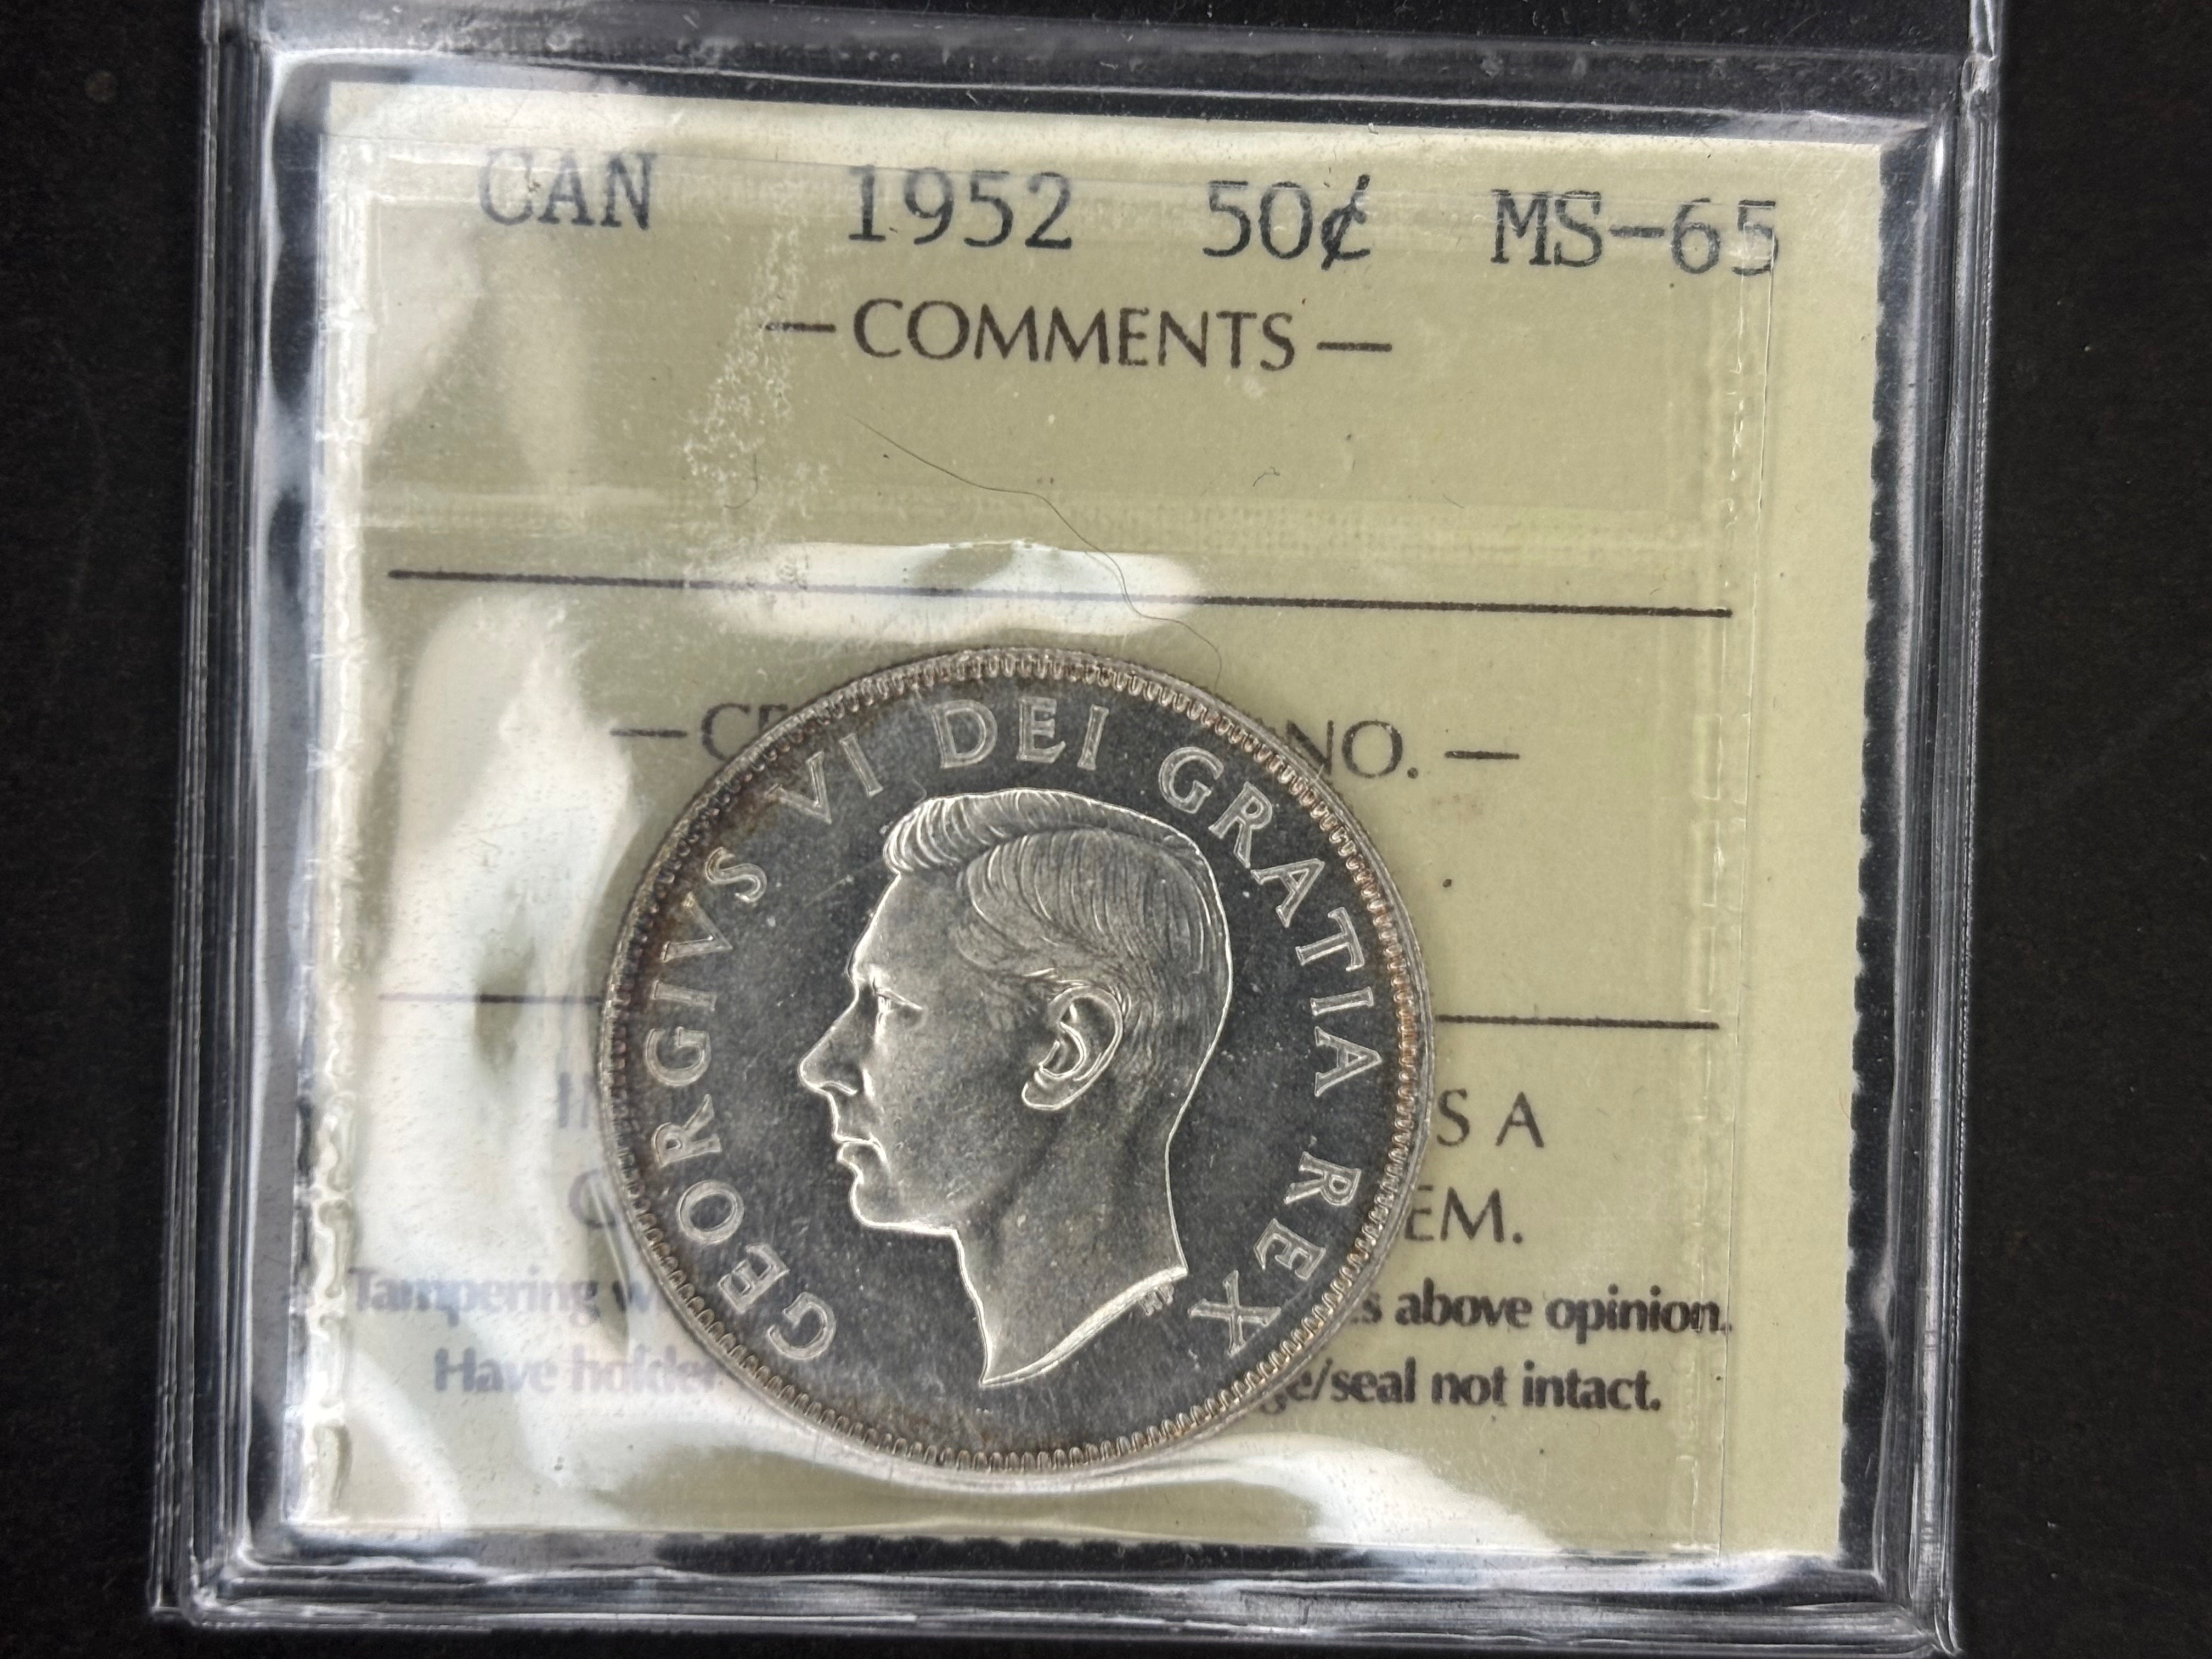 CAN 1952 50¢ MS-65
— COMMENTS —
NO. —
GEORGIVS VI DEI GRATIA REX
S A
EM.
Tampering above opinion.
Have holder /seal not intact.